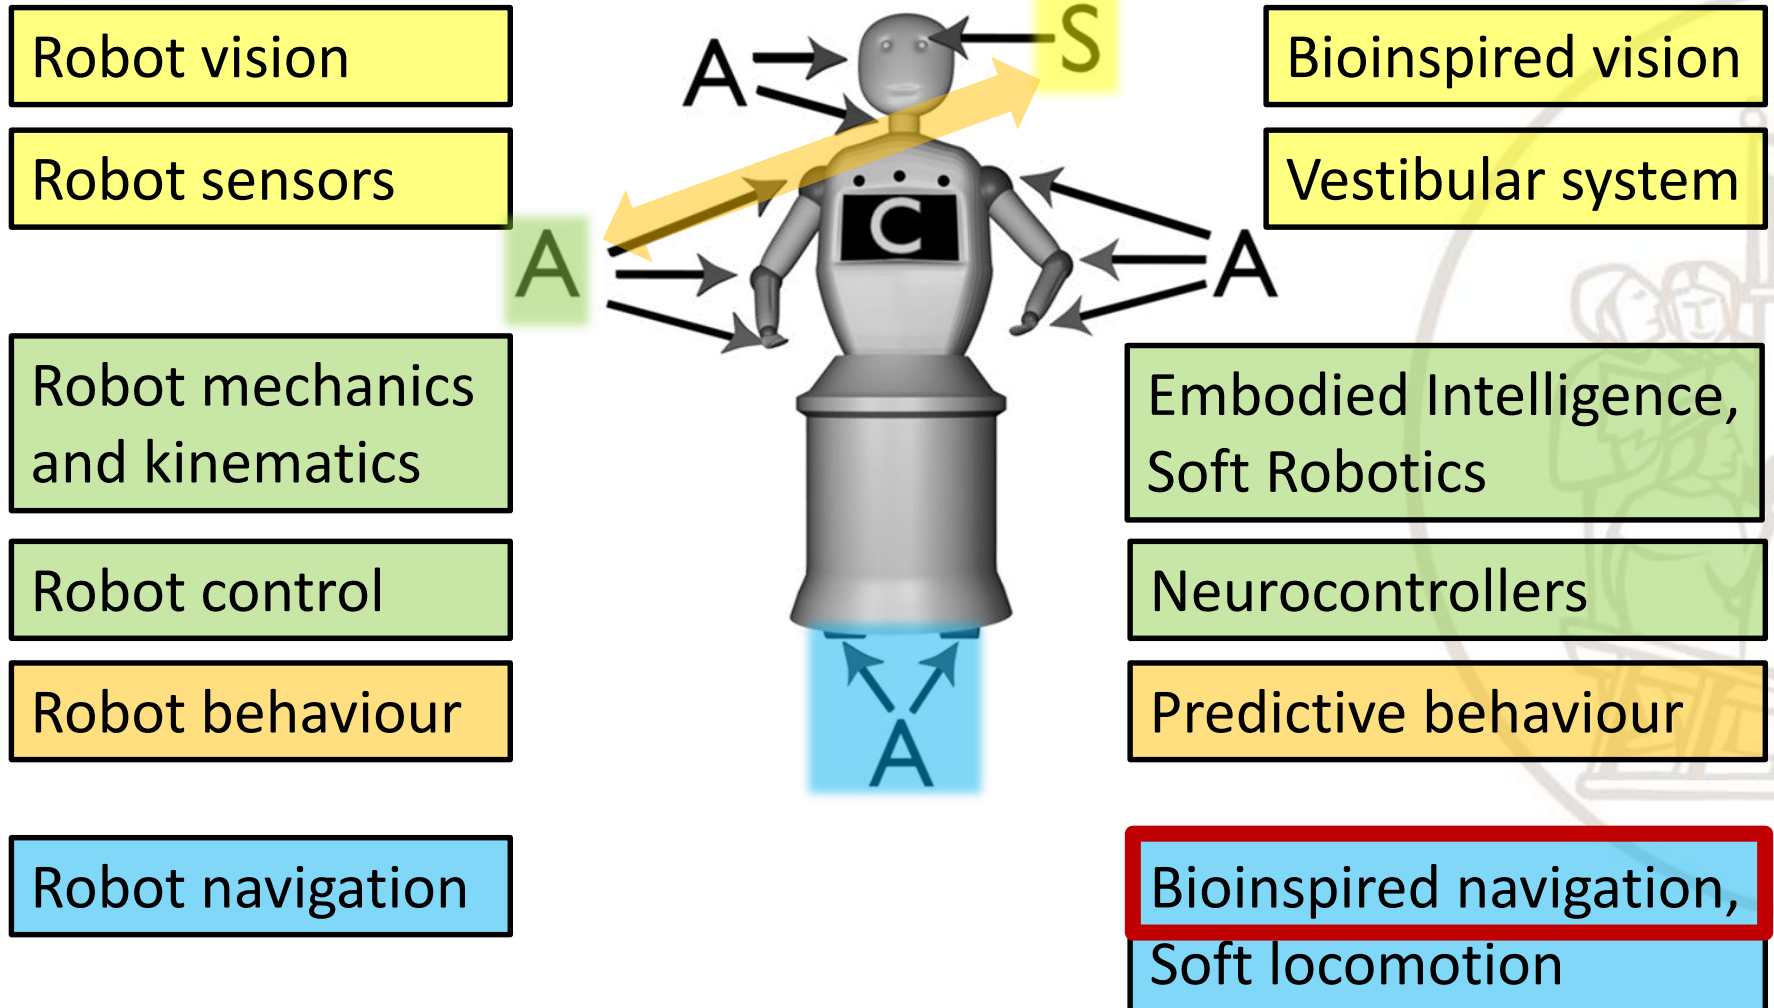 Robot vision
Robot sensors
Robot mechanics
and kinematics
Robot control
Robot behaviour
Robot navigation
A
S
A
C
A
A
Bioinspired vision
Vestibular system
Embodied Intelligence,
Soft Robotics
Neurocontrollers
Predictive behaviour
Bioinspired navigation,
Soft locomotion